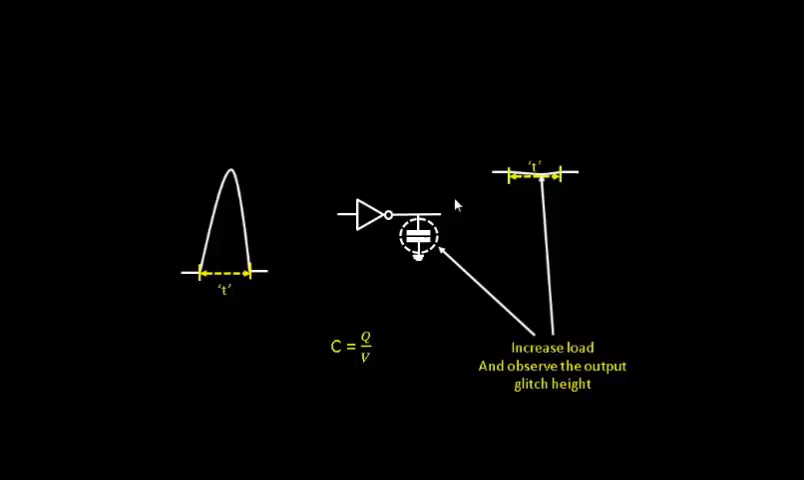 't'
't'
C = Q/V
Increase load
And observe the output
glitch height